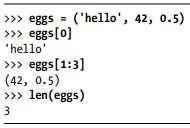 >>> eggs = ('hello', 42, 0.5)
>>> eggs[0]
'hello'
>>> eggs[1:3]
(42, 0.5)
>>> len(eggs)
3